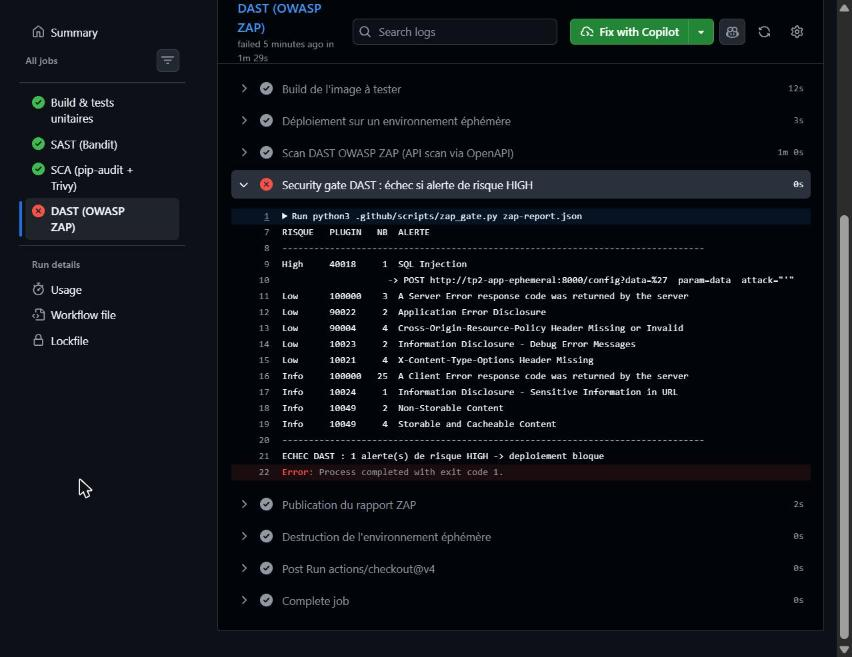 Summary
All jobs
Build & tests
unitaires
SAST (Bandit)
SCA (pip-audit +
Trivy)
DAST (OWASP
ZAP)
Run details
Usage
Workflow file
Lockfile
DAST (OWASP
ZAP)
failed 5 minutes ago in
1m 29s
Search logs
Fix with Copilot
Build de l'image à tester 12s
Déploiement sur un environnement éphémère 3s
Scan DAST OWASP ZAP (API scan via OpenAPI) 1m 0s
Security gate DAST : échec si alerte de risque HIGH 0s
1 Run python3 .github/scripts/zap_gate.py zap-report.json
7 RISQUE PLUGIN NB ALERTE
8 --------------------------------------------------------------------------------
9 High 40018 1 SQL Injection
10 -> POST http://tp2-app-ephemeral:8000/config?data=%27 param=data attack="'"
11 Low 100000 3 A Server Error response code was returned by the server
12 Low 90022 2 Application Error Disclosure
13 Low 90004 4 Cross-Origin-Resource-Policy Header Missing or Invalid
14 Low 10023 2 Information Disclosure - Debug Error Messages
15 Low 10021 4 X-Content-Type-Options Header Missing
16 Info 100000 25 A Client Error response code was returned by the server
17 Info 10024 1 Information Disclosure - Sensitive Information in URL
18 Info 10049 2 Non-Storable Content
19 Info 10049 4 Storable and Cacheable Content
20 --------------------------------------------------------------------------------
21 ECHEC DAST : 1 alerte(s) de risque HIGH -> deploiement bloque
22 Error: Process completed with exit code 1.
Publication du rapport ZAP 2s
Destruction de l'environnement éphémère 0s
Post Run actions/checkout@v4 0s
Complete job 0s